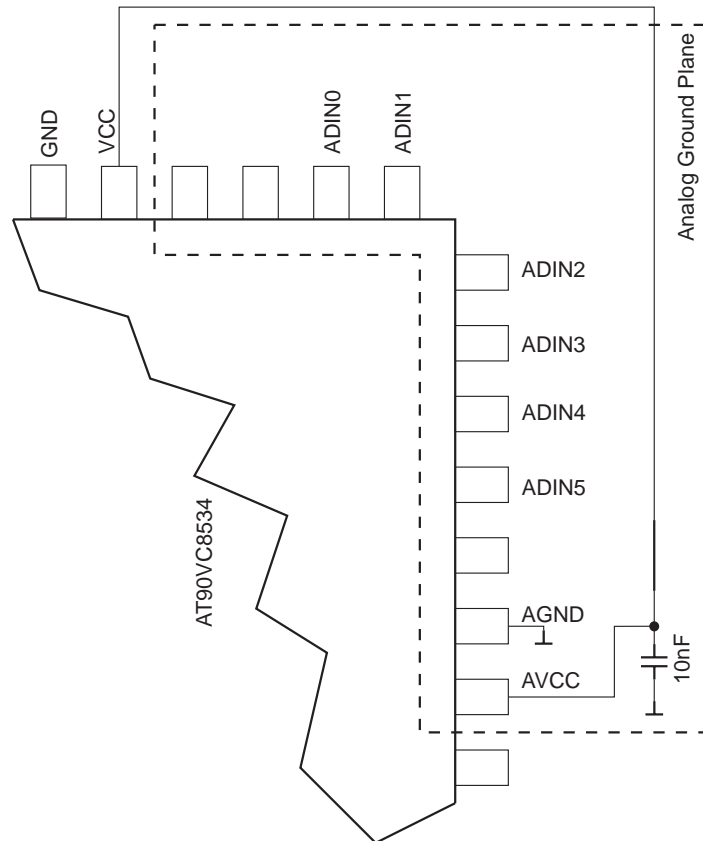 GND
VCC
ADIN0
ADIN1
Analog Ground Plane
ADIN2
ADIN3
ADIN4
ADIN5
AT90VC8534
AGND
AVCC
10nF